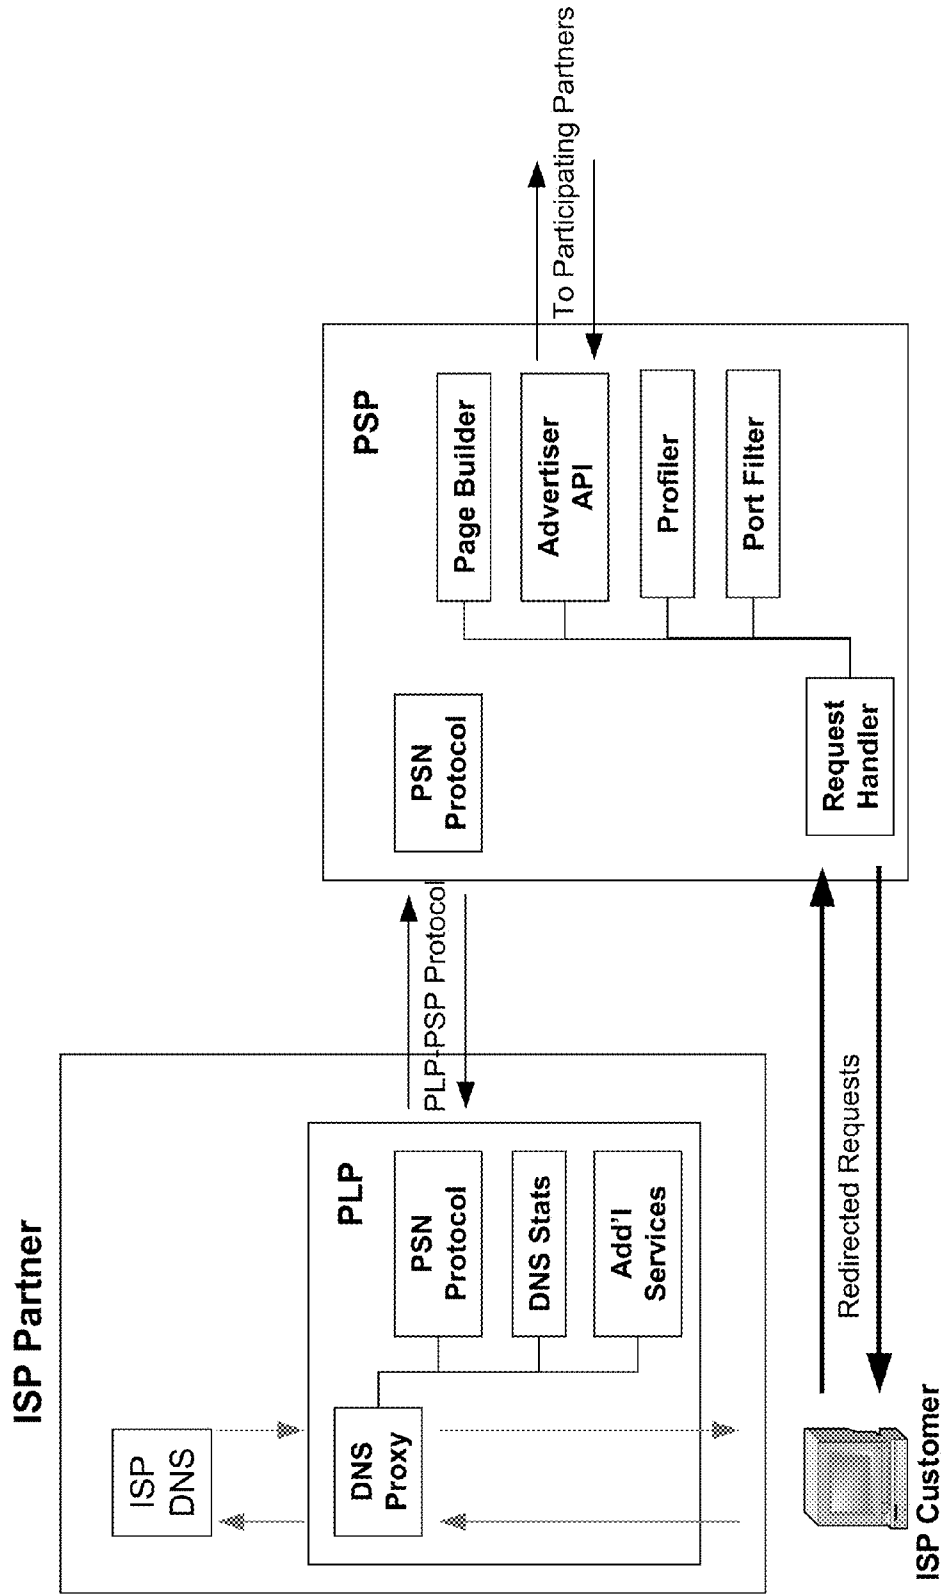 ISP Partner
ISP
DNS
PLP
DNS
Proxy
PSN
Protocol
DNS Stats
Add'l
Services
PLP-PSP Protocol
PSP
PSN
Protocol
Page Builder
Advertiser
API
Profiler
Port Filter
Request
Handler
To Participating Partners
Redirected Requests
ISP Customer